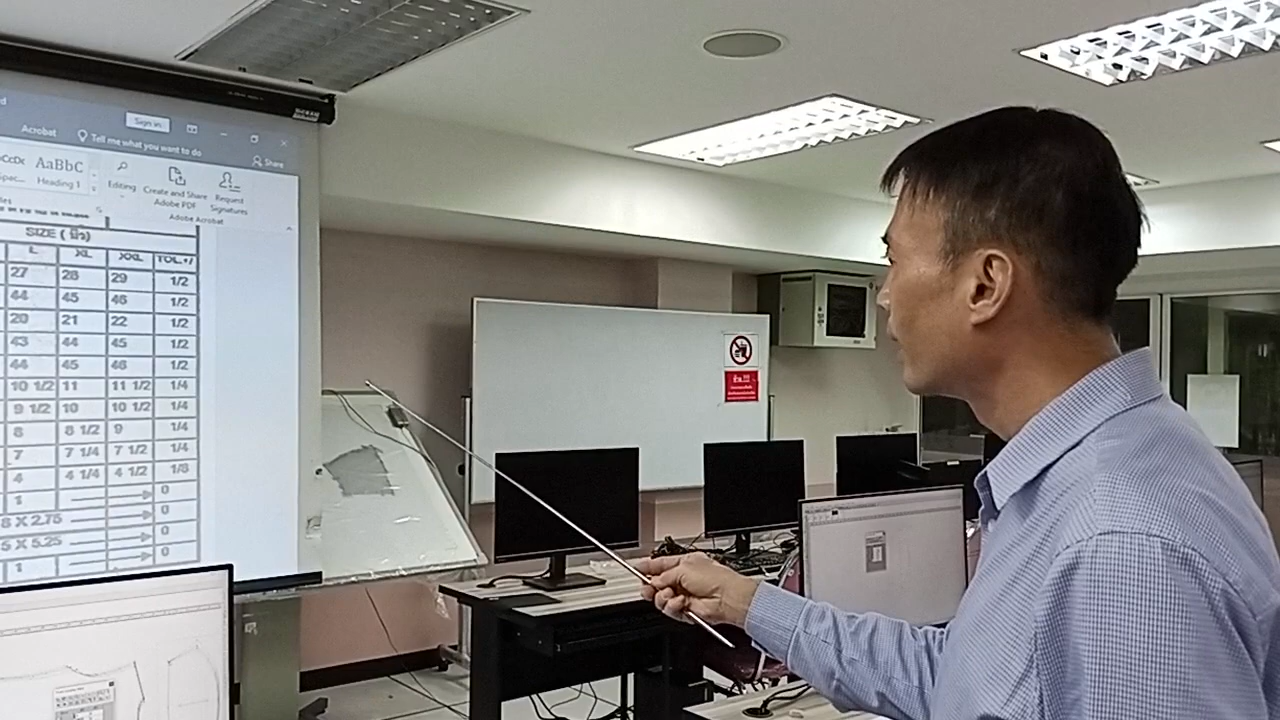 Sign in
Acrobat
Tell me what you want to do
Share
AaBbC
Heading 1
Editing
Create and Share
Adobe PDF
Request
Signatures
Adobe Acrobat
SIZE ( นิ้ว)
L XL XXL TOL.+/
27 28 29 1/2
44 45 46 1/2
20 21 22 1/2
43 44 45 1/2
44 45 46 1/2
10 1/2 11 11 1/2 1/4
9 1/2 10 10 1/2 1/4
8 8 1/2 9 1/4
7 7 1/4 7 1/2 1/4
4 4 1/4 4 1/2 1/8
1 0
8 X 2.75 0
5 X 5.25 0
1 0